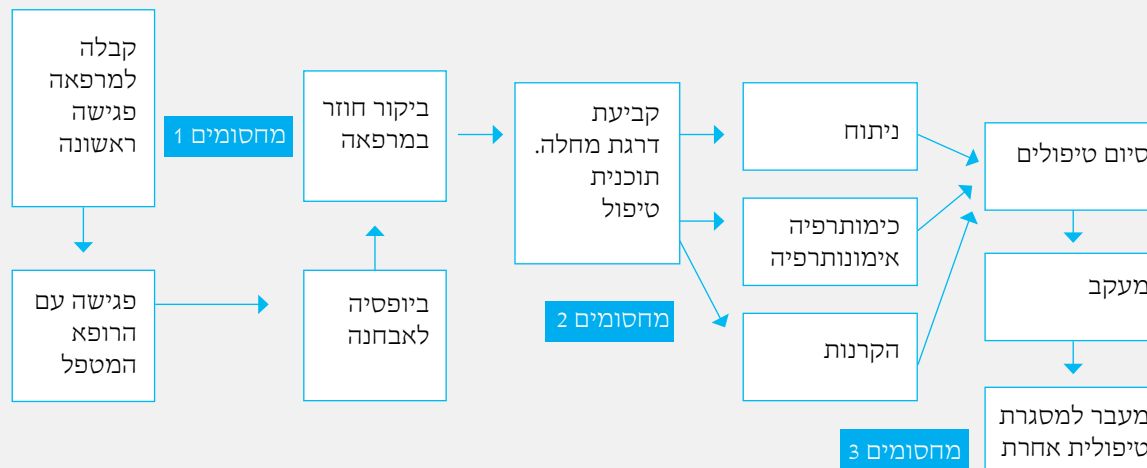 קבלה
למרפאה
פגישה
ראשונה
פגישה עם
הרופא
המטפל
מחסומים 1
ביופסיה
לאבחנה
ביקור חוזר
במרפאה
קביעת
דרגת מחלה.
תוכנית
טיפול
מחסומים 2
ניתוח
כימותרפיה
אימונותרפיה
הקרנות
סיום טיפולים
מעקב
מעבר למסגרת
טיפולית אחרת
מחסומים 3